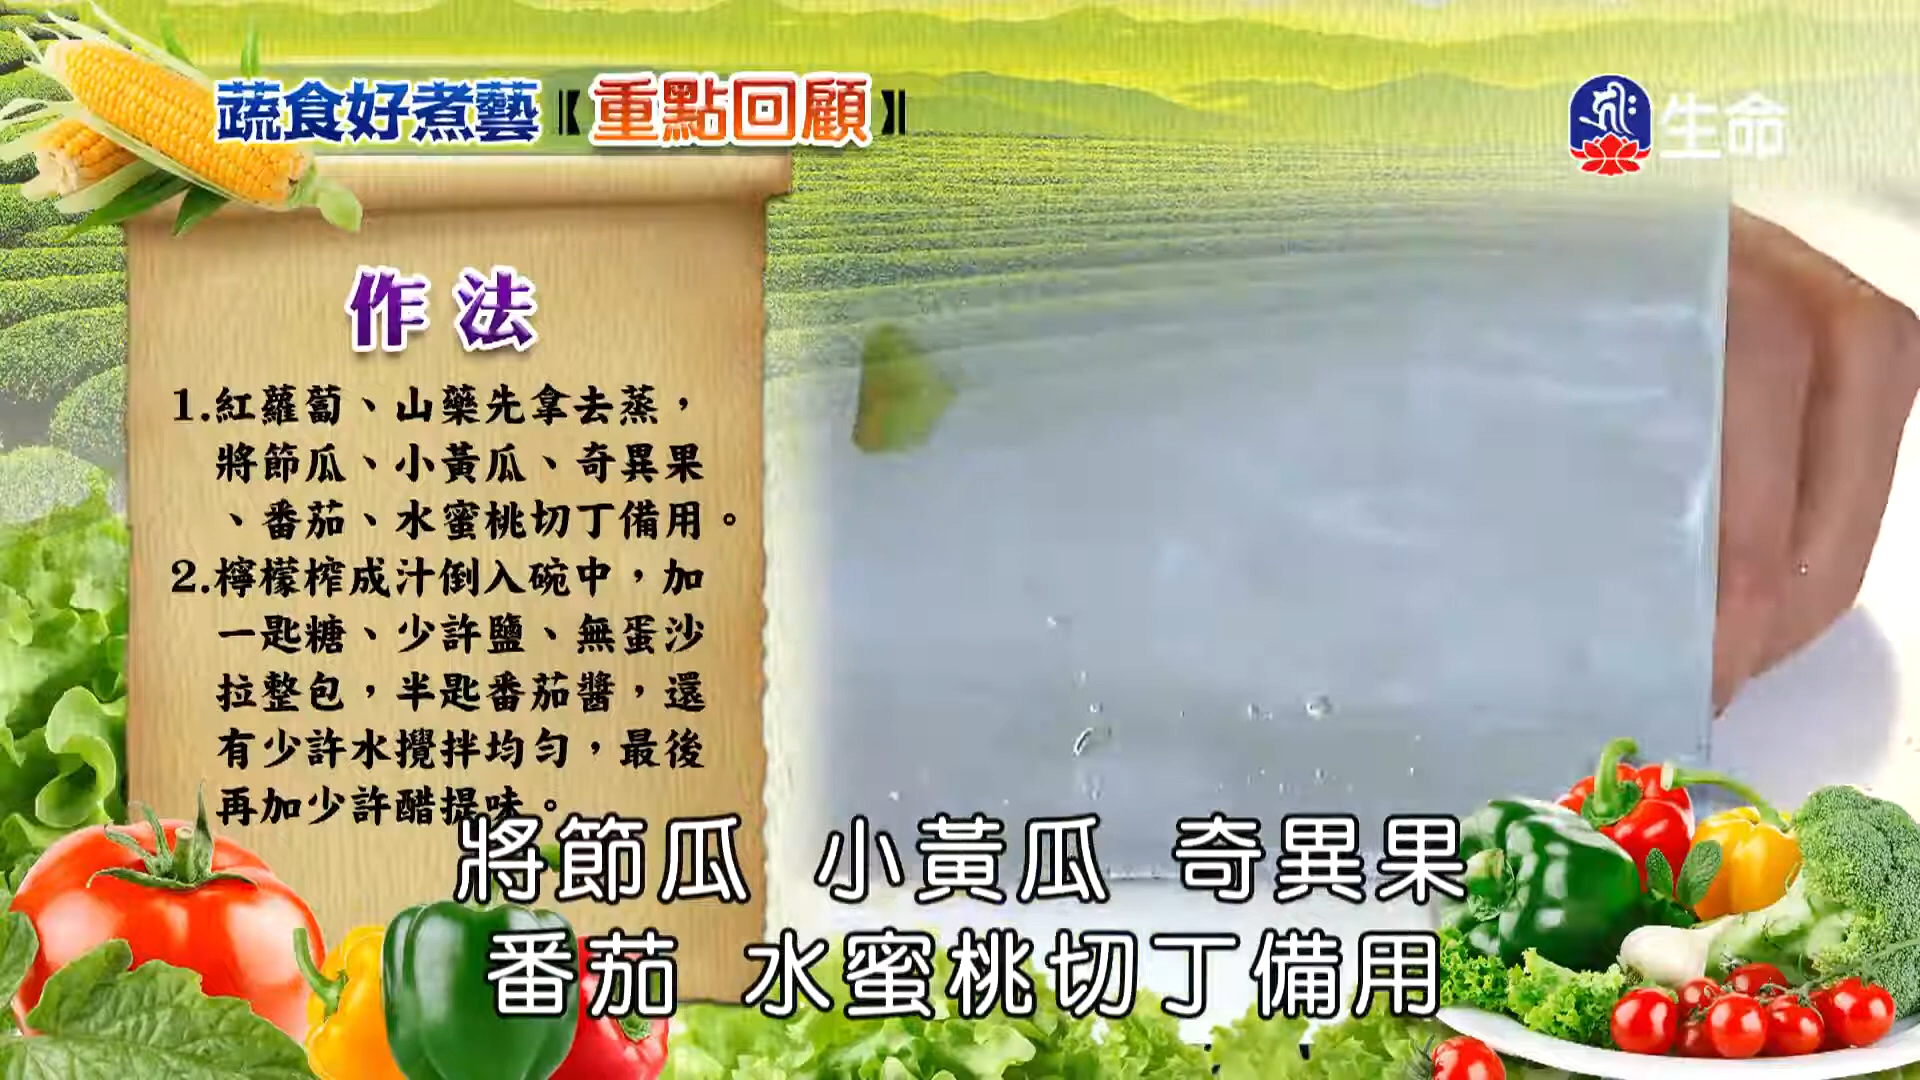 蔬食好煮藝《重點回顧》
生命
作法
1.紅蘿蔔、山藥先拿去蒸，
將節瓜、小黃瓜、奇異果
、番茄、水蜜桃切丁備用。
2.檸檬榨成汁倒入碗中，加
一匙糖、少許鹽、無蛋沙
拉整包，半匙番茄醬，還
有少許水攪拌均勻，最後
再加少許醋提味。
將節瓜 小黃瓜 奇異果
番茄 水蜜桃切丁備用